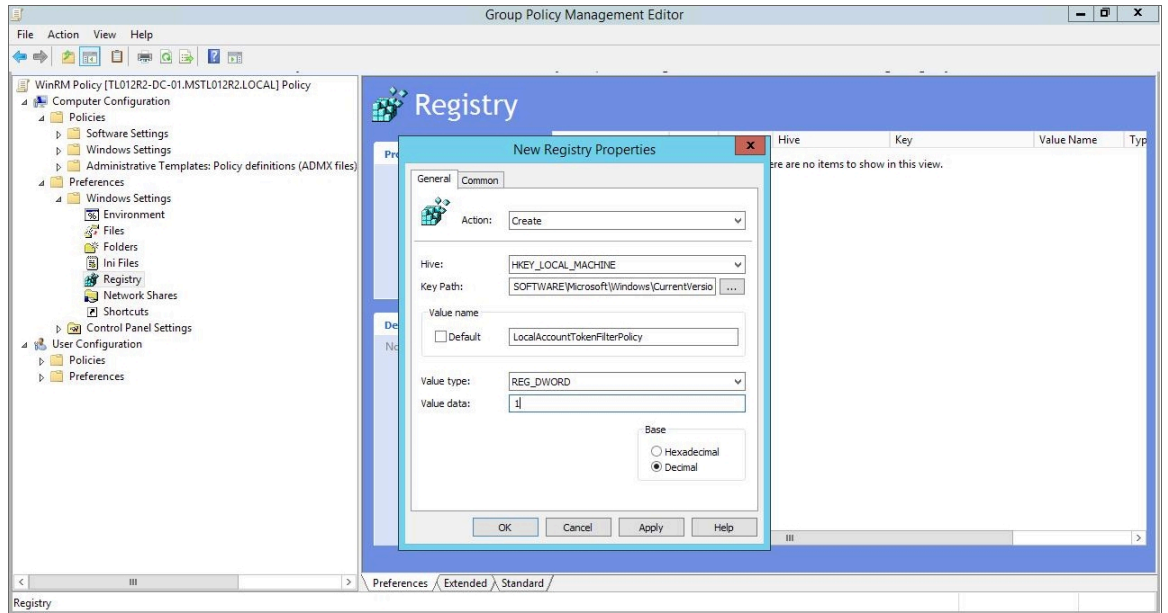 Group Policy Management Editor
File Action View Help
WinRM Policy [TL012R2-DC-01.MSTL012R2.LOCAL] Policy
Computer Configuration
Policies
Software Settings
Windows Settings
Administrative Templates: Policy definitions (ADMX files)
Preferences
Windows Settings
Environment
Files
Folders
Ini Files
Registry
Network Shares
Shortcuts
Control Panel Settings
User Configuration
Policies
Preferences
Registry
Hive Key Value Name Typ
ere are no items to show in this view.
Pr
De
No
New Registry Properties
General Common
Action: Create
Hive: HKEY_LOCAL_MACHINE
Key Path: SOFTWARE\Microsoft\Windows\CurrentVersio ...
Value name
Default LocalAccountTokenFilterPolicy
Value type: REG_DWORD
Value data: 1
Base
Hexadecimal
Decimal
OK Cancel Apply Help
Preferences Extended Standard
Registry